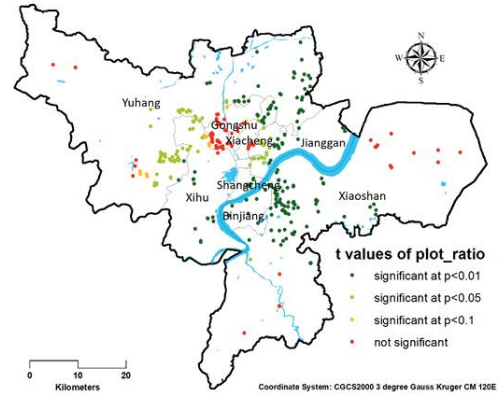 N
W E
S
Yuhang
Gongshu
Xiacheng
Jianggan
Shangcheng
Xihu
Xiaoshan
Binjiang
t values of plot_ratio
significant at p<0.01
significant at p<0.05
significant at p<0.1
not significant
0 10 20
Kilometers
Coordinate System: CGCS2000 3 degree Gauss Kruger CM 120E